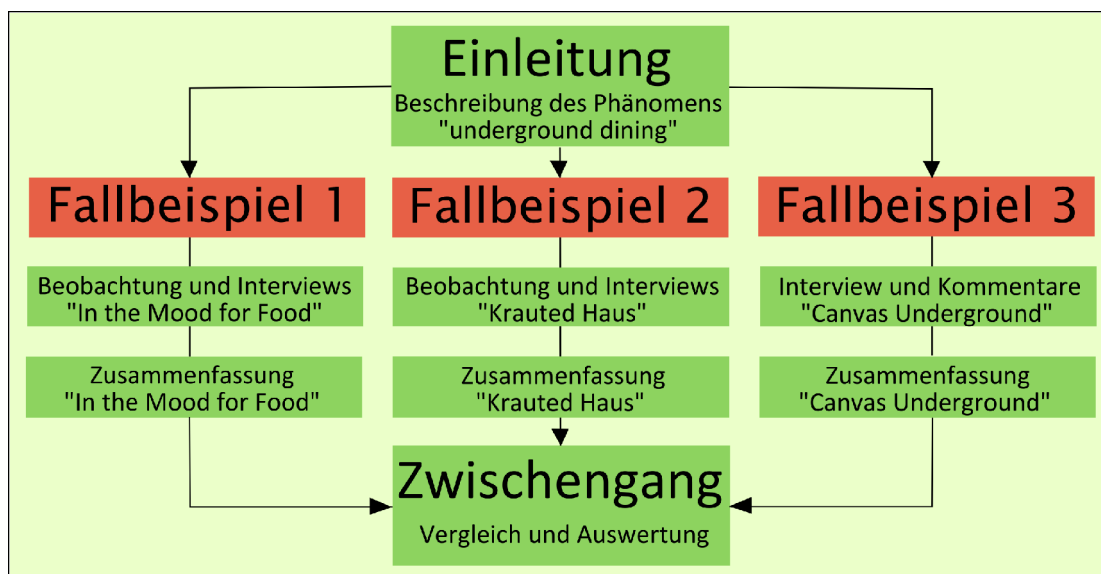 Einleitung
Beschreibung des Phänomens
"underground dining"
Fallbeispiel 1
Beobachtung und Interviews
"In the Mood for Food"
Zusammenfassung
"In the Mood for Food"
Fallbeispiel 2
Beobachtung und Interviews
"Krauted Haus"
Zusammenfassung
"Krauted Haus"
Fallbeispiel 3
Interview und Kommentare
"Canvas Underground"
Zusammenfassung
"Canvas Underground"
Zwischengang
Vergleich und Auswertung